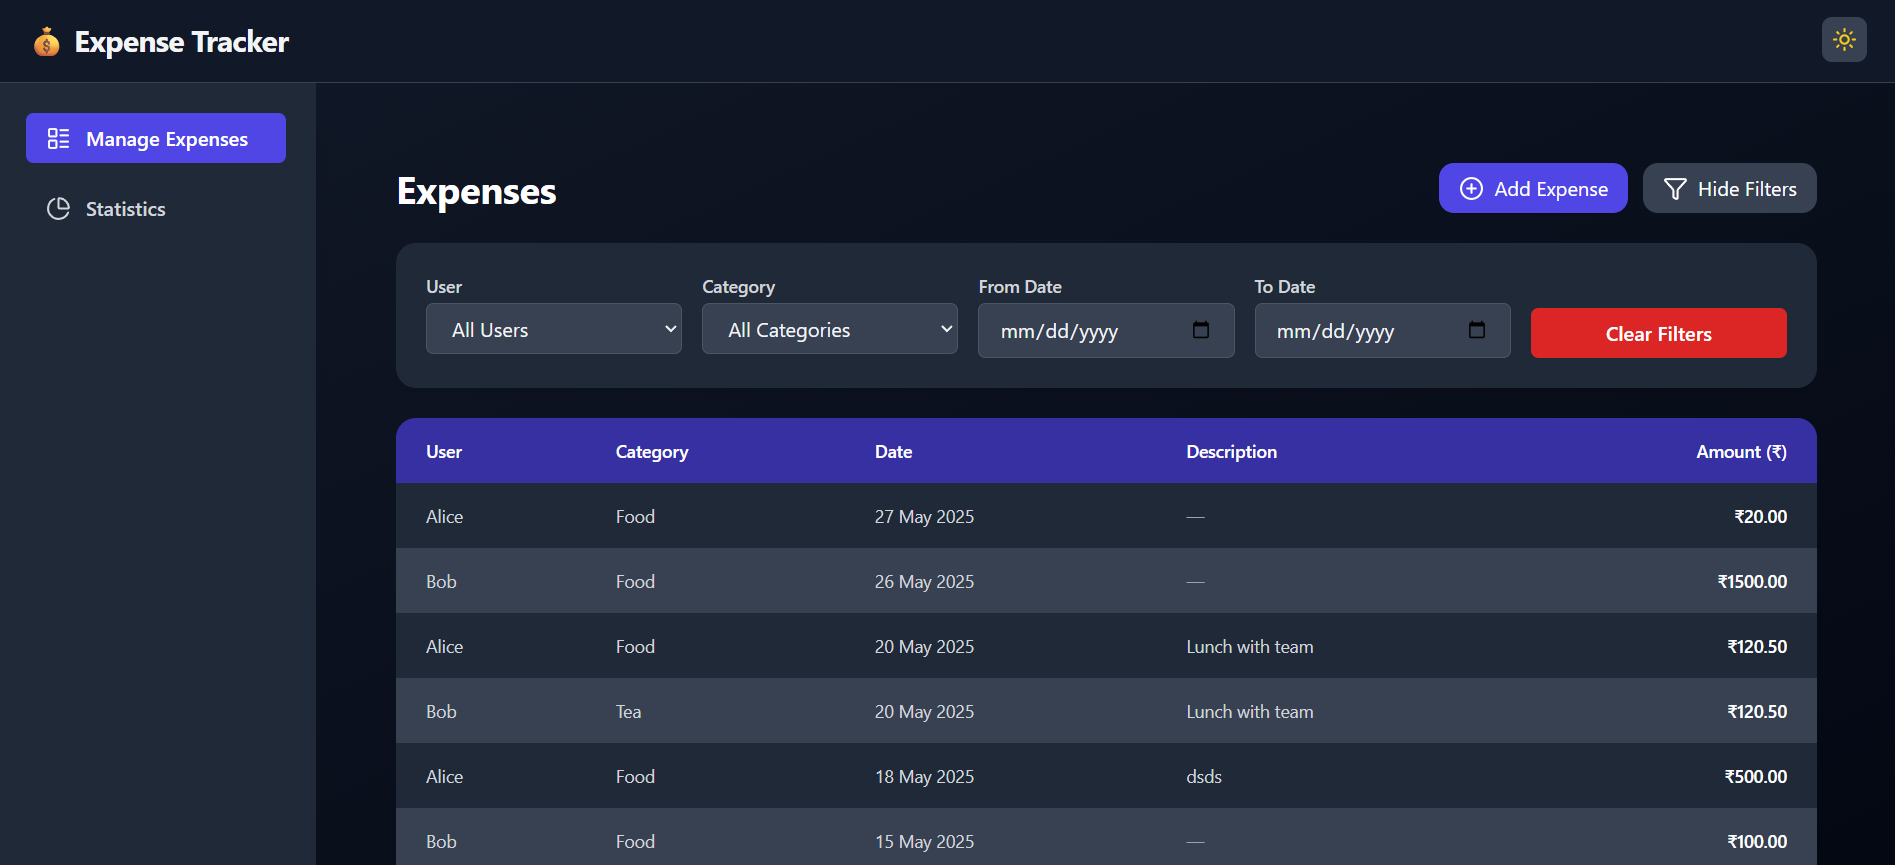 Expense Tracker
Manage Expenses
Statistics
Expenses
Add Expense
Hide Filters
User
Category
From Date
To Date
All Users
All Categories
mm/dd/yyyy
mm/dd/yyyy
Clear Filters
User Category Date Description Amount (₹)
Alice Food 27 May 2025 — ₹20.00
Bob Food 26 May 2025 — ₹1500.00
Alice Food 20 May 2025 Lunch with team ₹120.50
Bob Tea 20 May 2025 Lunch with team ₹120.50
Alice Food 18 May 2025 dsds ₹500.00
Bob Food 15 May 2025 — ₹100.00